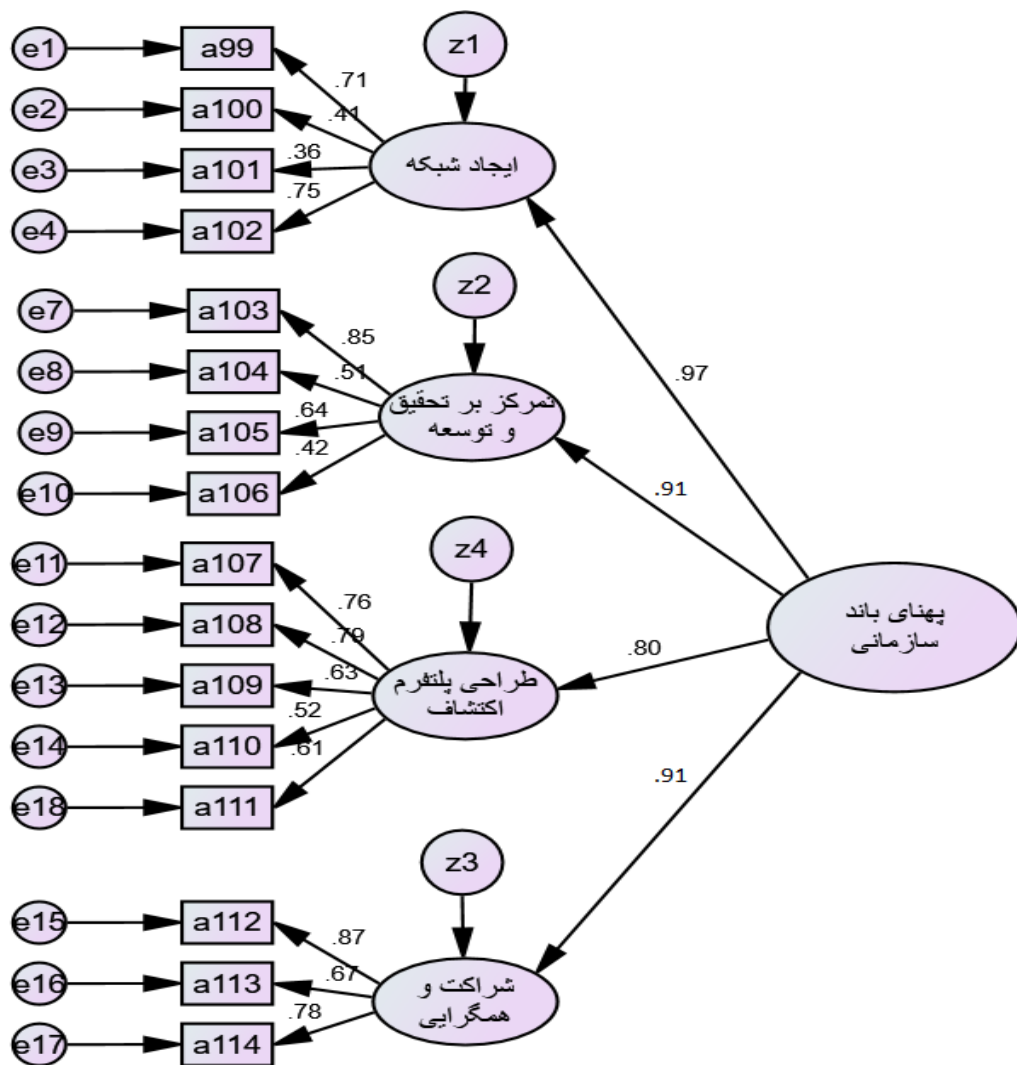 z1
e1
a99
.71
e2
a100
.41
ایجاد شبکه
e3
a101
.36
e4
a102
.75
z2
e7
a103
.85
.97
e8
a104
.51
تمرکز بر تحقیق
و توسعه
e9
a105
.64
e10
a106
.42
.91
z4
e11
a107
.76
پهنای باند
سازمانی
e12
a108
.79
.80
e13
a109
.63
طراحی پلتفرم
اکتشاف
e14
a110
.52
e18
a111
.61
.91
z3
e15
a112
.87
e16
a113
.67
شراکت و
همگرایی
e17
a114
.78